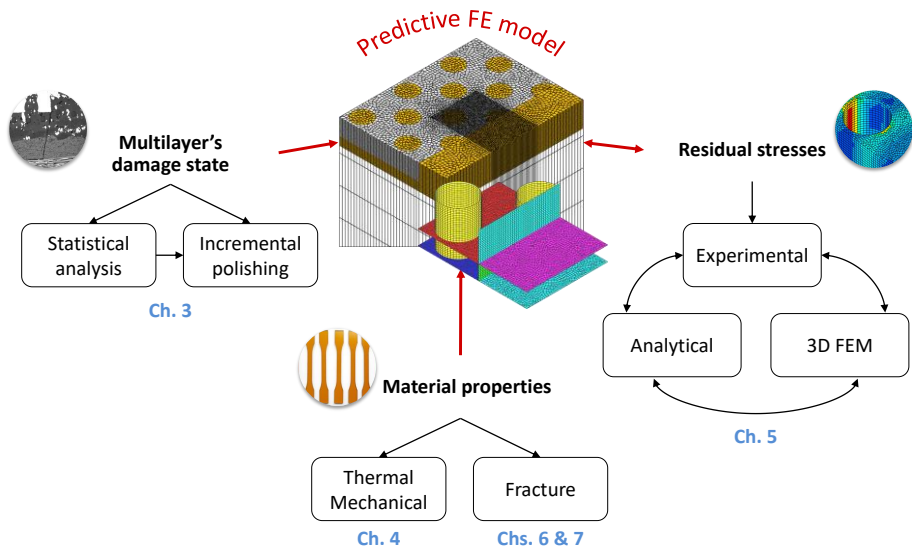 Predictive FE model
Multilayer's
damage state
Statistical
analysis
Incremental
polishing
Ch. 3
Residual stresses
Experimental
Analytical
3D FEM
Ch. 5
Material properties
Thermal
Mechanical
Fracture
Ch. 4
Chs. 6 & 7